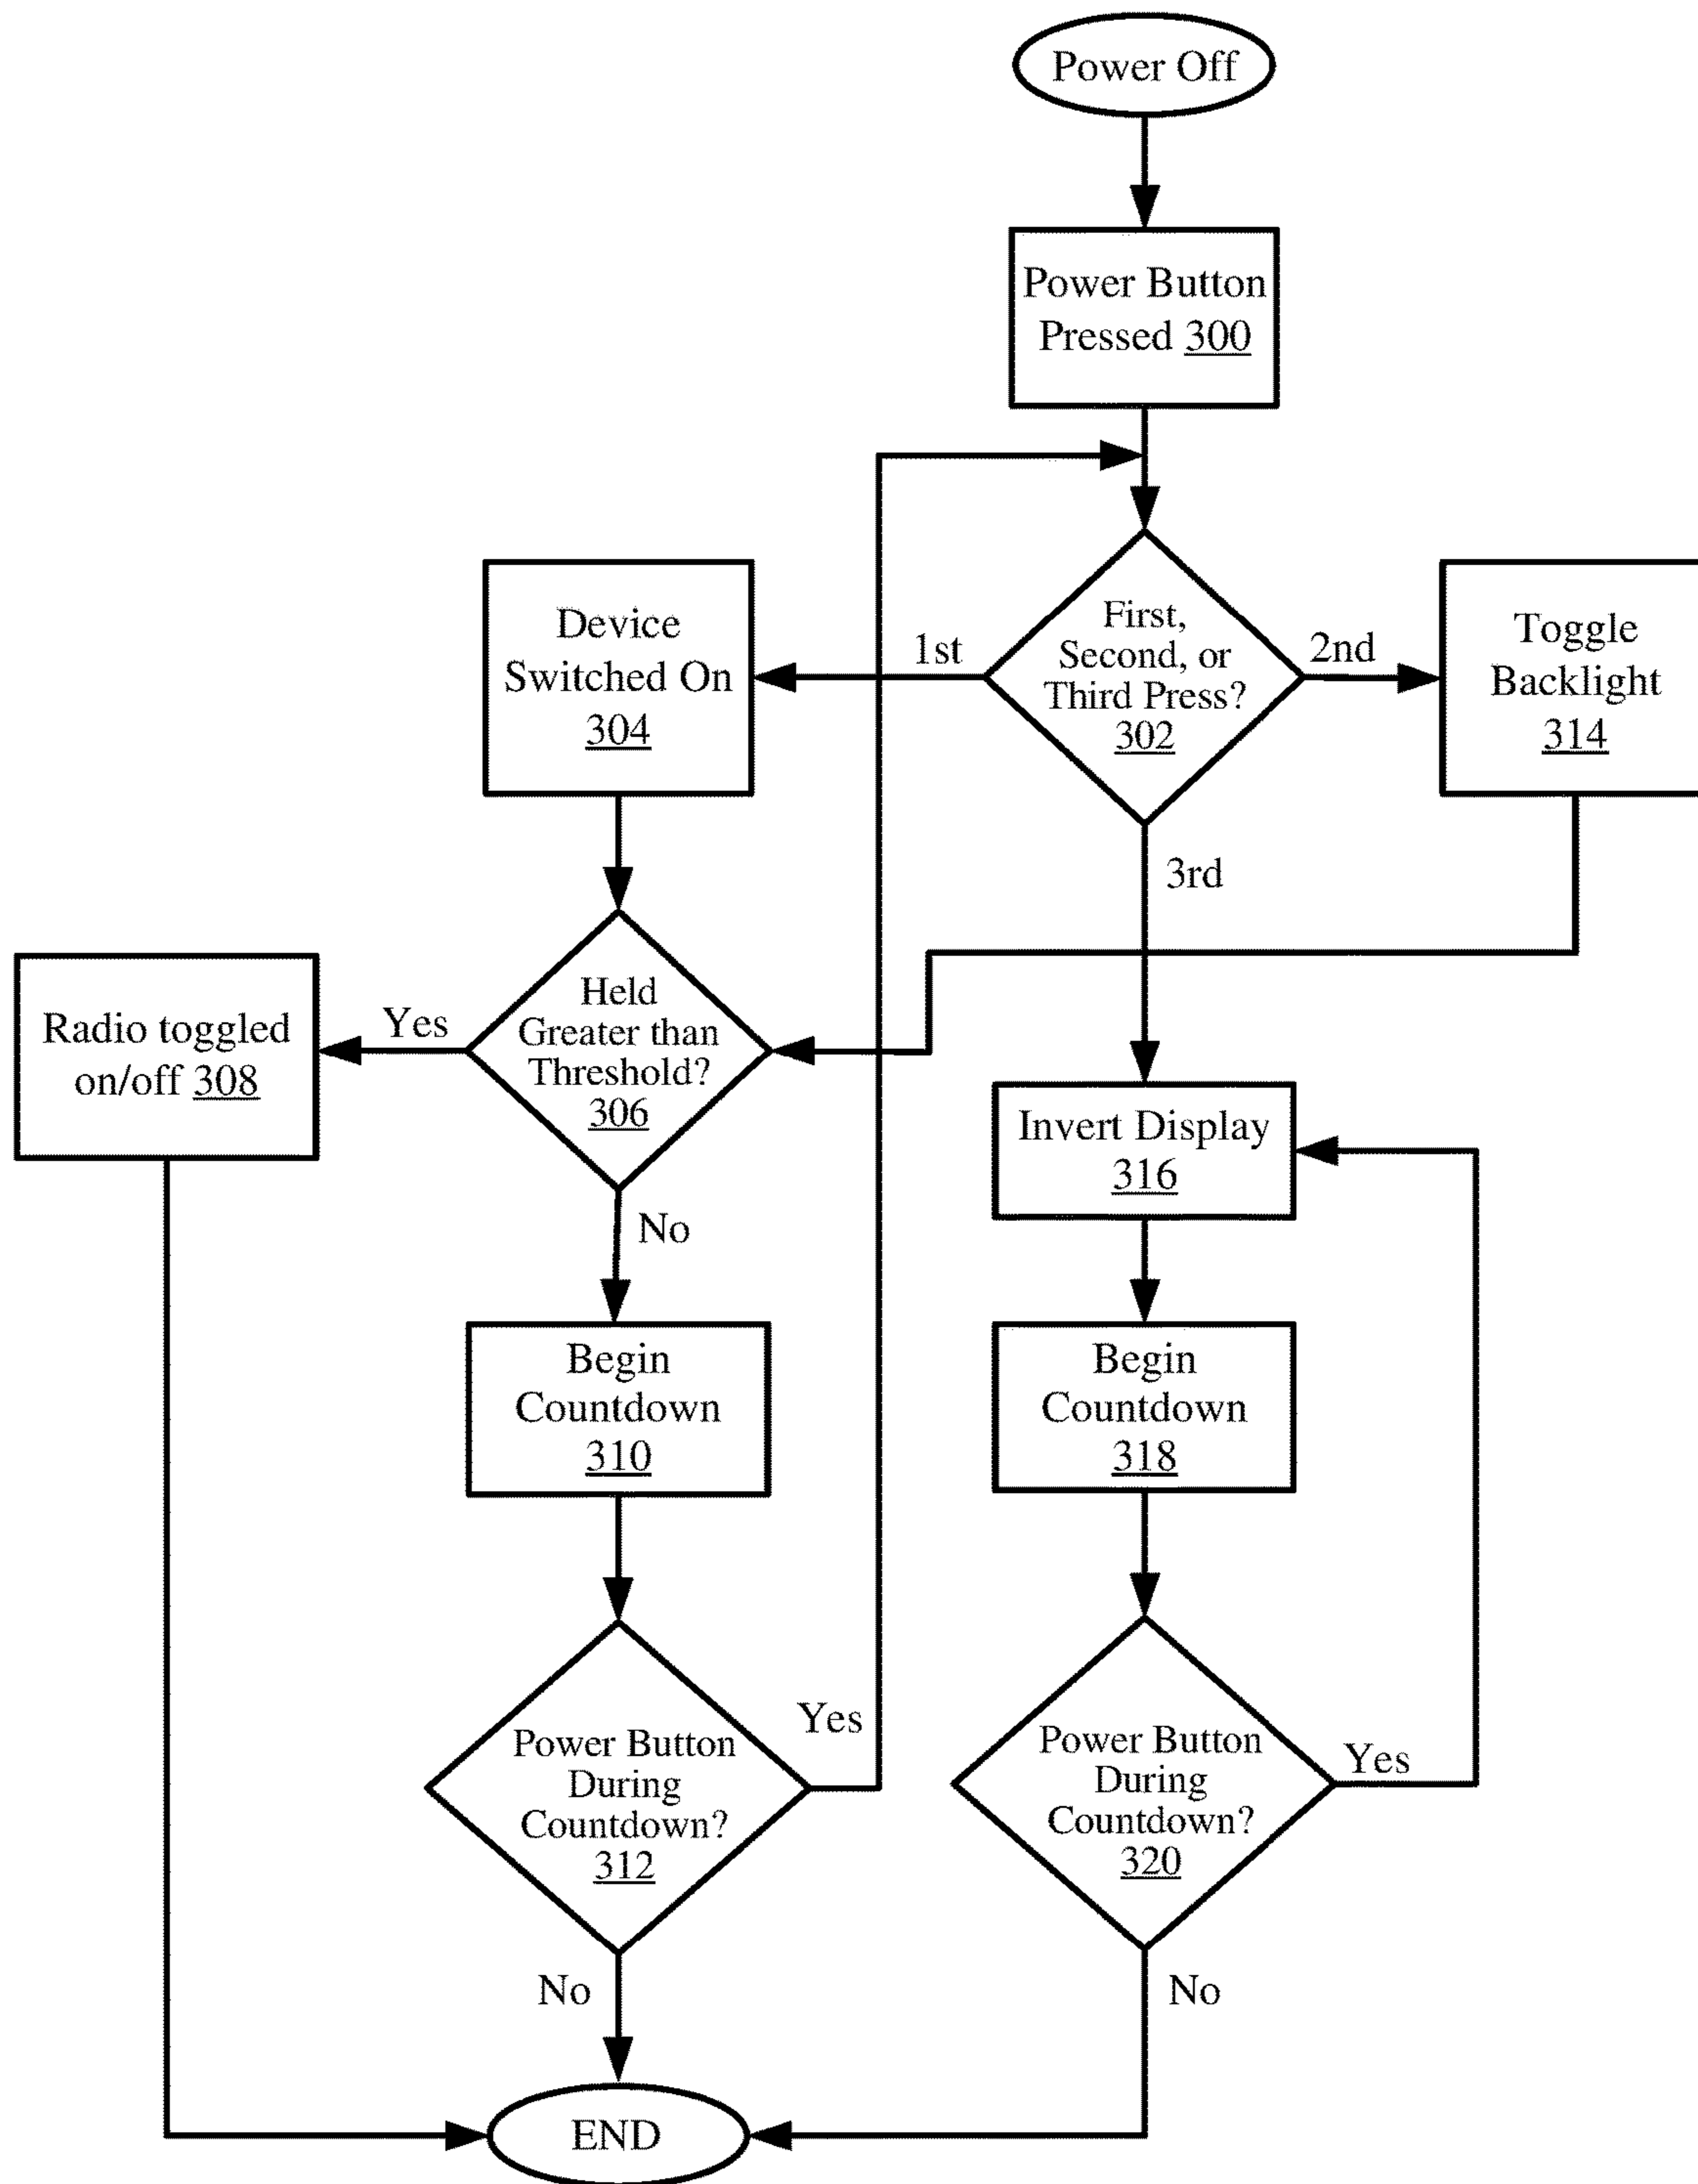 Power Off
Power Button
Pressed 300
First,
Second, or
Third Press?
302
1st
2nd
3rd
Device
Switched On
304
Toggle
Backlight
314
Held
Greater than
Threshold?
306
Yes
No
Radio toggled
on/off 308
Invert Display
316
Begin
Countdown
310
Begin
Countdown
318
Power Button
During
Countdown?
312
Yes
No
Power Button
During
Countdown?
320
Yes
No
END